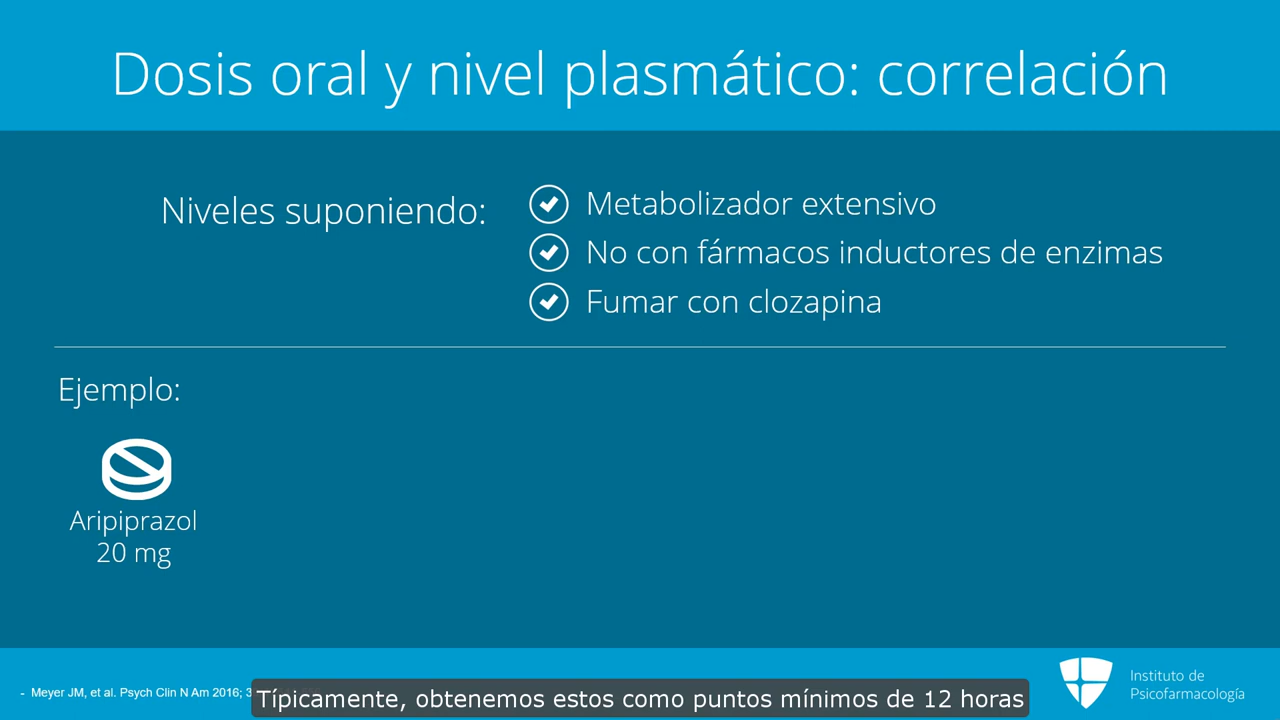 Dosis oral y nivel plasmático: correlación
Niveles suponiendo:
Metabolizador extensivo
No con fármacos inductores de enzimas
Fumar con clozapina
Ejemplo:
Aripiprazol
20 mg
- Meyer JM, et al. Psych Clin N Am 2016;
Típicamente, obtenemos estos como puntos mínimos de 12 horas
Instituto de
Psicofarmacología